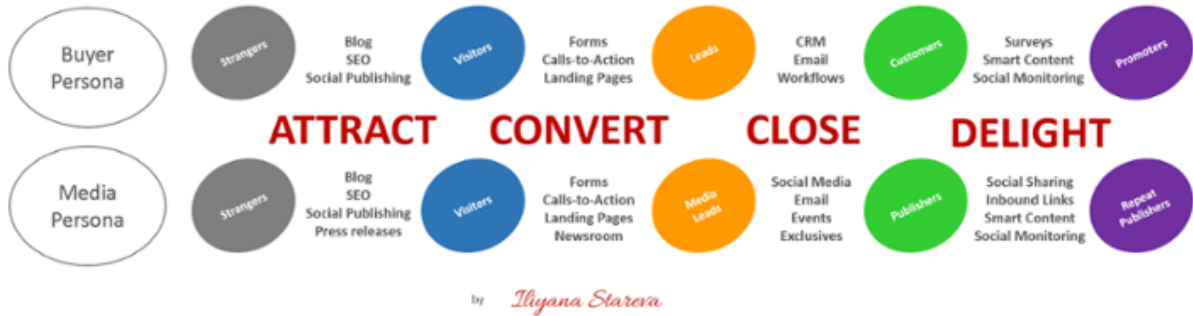 Buyer
Persona
Strangers
Blog
SEO
Social Publishing
Visitors
Forms
Calls-to-Action
Landing Pages
Leads
CRM
Email
Workflows
Customers
Surveys
Smart Content
Social Monitoring
Promoters
ATTRACT CONVERT CLOSE DELIGHT
Media
Persona
Strangers
Blog
SEO
Social Publishing
Press releases
Visitors
Forms
Calls-to-Action
Landing Pages
Newsroom
Media
Leads
Social Media
Email
Events
Exclusives
Publishers
Social Sharing
Inbound Links
Smart Content
Social Monitoring
Repeat
Publishers
by Iliyana Stareva